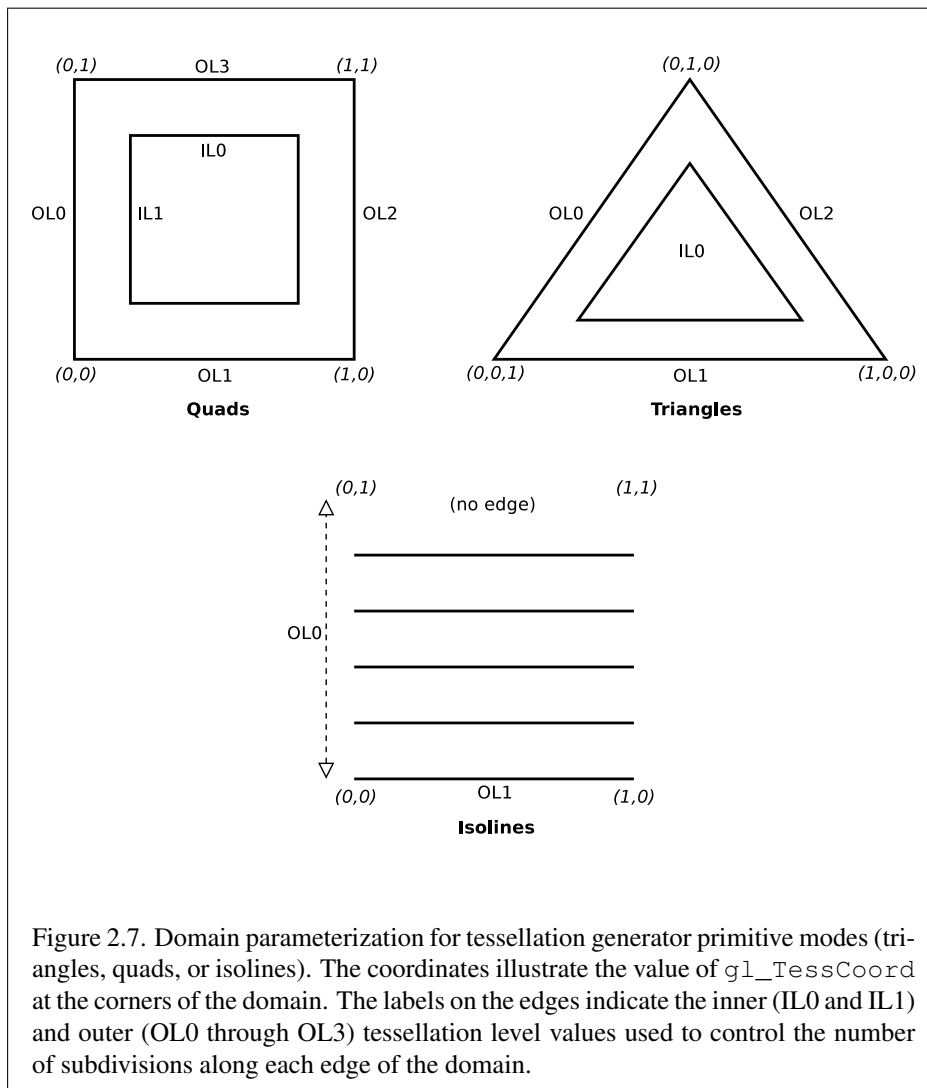 (0,1) OL3 (1,1)
IL0
OL0 IL1 OL2
(0,0) OL1 (1,0)
Quads
(0,1,0)
OL0 OL2
IL0
(0,0,1) OL1 (1,0,0)
Triangles
(0,1) (no edge) (1,1)
OL0
(0,0) OL1 (1,0)
Isolines
Figure 2.7. Domain parameterization for tessellation generator primitive modes (tri-
angles, quads, or isolines). The coordinates illustrate the value of gl_TessCoord
at the corners of the domain. The labels on the edges indicate the inner (IL0 and IL1)
and outer (OL0 through OL3) tessellation level values used to control the number
of subdivisions along each edge of the domain.